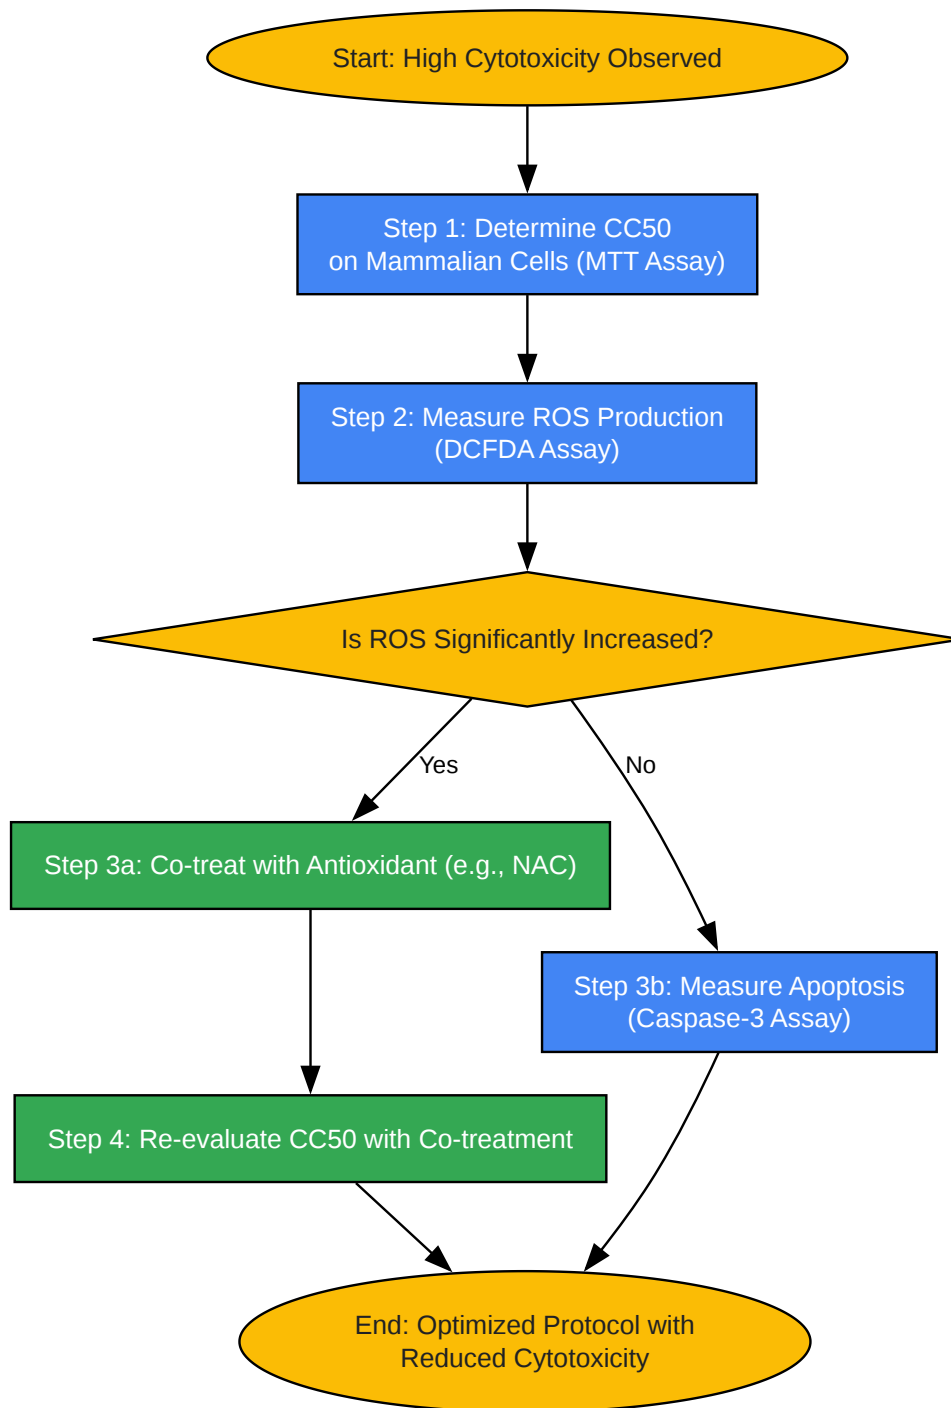 Start: High Cytotoxicity Observed
Step 1: Determine CC50
on Mammalian Cells (MTT Assay)
Step 2: Measure ROS Production
(DCFDA Assay)
Is ROS Significantly Increased?
Yes
No
Step 3a: Co-treat with Antioxidant (e.g., NAC)
Step 3b: Measure Apoptosis
(Caspase-3 Assay)
Step 4: Re-evaluate CC50 with Co-treatment
End: Optimized Protocol with
Reduced Cytotoxicity